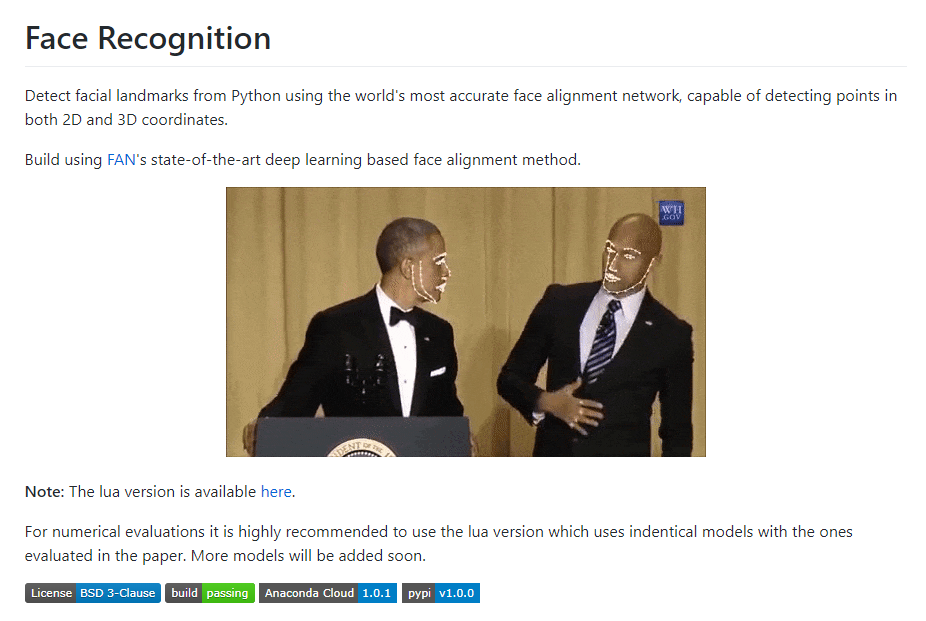 Face Recognition
Detect facial landmarks from Python using the world's most accurate face alignment network, capable of detecting points in
both 2D and 3D coordinates.
Build using FAN's state-of-the-art deep learning based face alignment method.
WH
.GOV
DENT OF THE
Note: The lua version is available here.
For numerical evaluations it is highly recommended to use the lua version which uses indentical models with the ones
evaluated in the paper. More models will be added soon.
License BSD 3-Clause build passing Anaconda Cloud 1.0.1 pypi v1.0.0